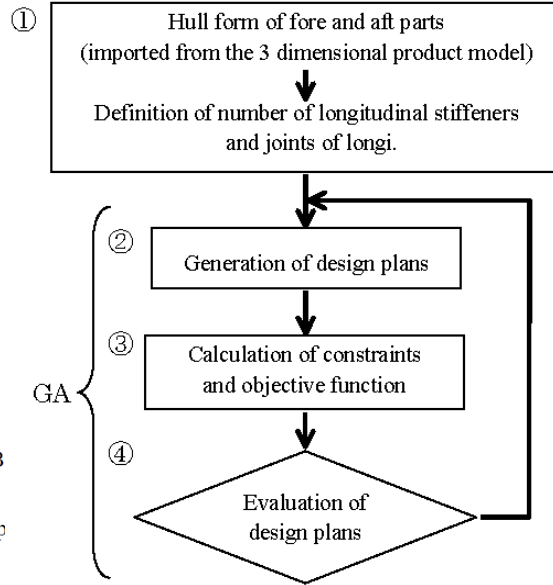 ①
Hull form of fore and aft parts
(imported from the 3 dimensional product model)
Definition of number of longitudinal stiffeners
and joints of longi.
②
Generation of design plans
③
Calculation of constraints
and objective function
GA
④
Evaluation of
design plans